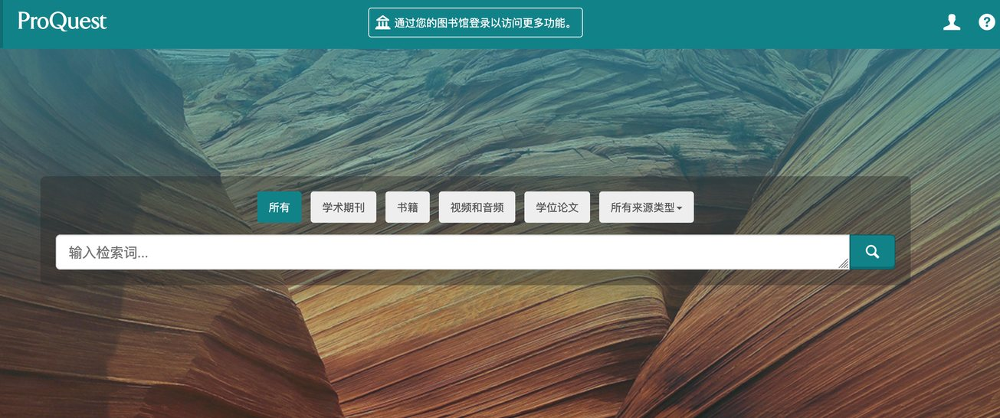 ProQuest
通过您的图书馆登录以访问更多功能。
?
所有 学术期刊 书籍 视频和音频 学位论文 所有来源类型
输入检索词...